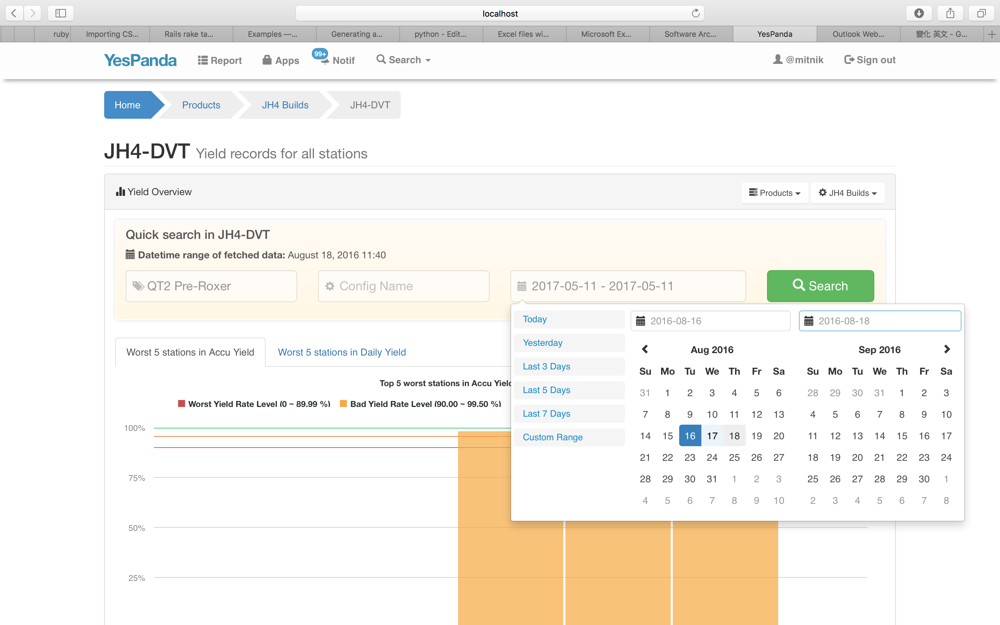 localhost
ruby
Importing CS...
Rails rake ta...
Examples —...
Generating a...
python - Edit...
Excel files wi...
Microsoft Ex...
Software Arc...
YesPanda
Outlook Web...
變化 英文 - G...
YesPanda
Report
Apps
99+
Notif
Search
@mitnik
Sign out
Home
Products
JH4 Builds
JH4-DVT
JH4-DVT Yield records for all stations
Yield Overview
Products
JH4 Builds
Quick search in JH4-DVT
Datetime range of fetched data: August 18, 2016 11:40
QT2 Pre-Roxer
Config Name
2017-05-11 - 2017-05-11
Search
Today
Yesterday
Last 3 Days
Last 5 Days
Last 7 Days
Custom Range
2016-08-16
2016-08-18
Aug 2016
Su Mo Tu We Th Fr Sa
31 1 2 3 4 5 6
7 8 9 10 11 12 13
14 15 16 17 18 19 20
21 22 23 24 25 26 27
28 29 30 31 1 2 3
4 5 6 7 8 9 10
Sep 2016
Su Mo Tu We Th Fr Sa
28 29 30 31 1 2 3
4 5 6 7 8 9 10
11 12 13 14 15 16 17
18 19 20 21 22 23 24
25 26 27 28 29 30 1
2 3 4 5 6 7 8
Worst 5 stations in Accu Yield
Worst 5 stations in Daily Yield
Top 5 worst stations in Accu Yield
Worst Yield Rate Level (0 ~ 89.99 %)
Bad Yield Rate Level (90.00 ~ 99.50 %)
100%
75%
50%
25%